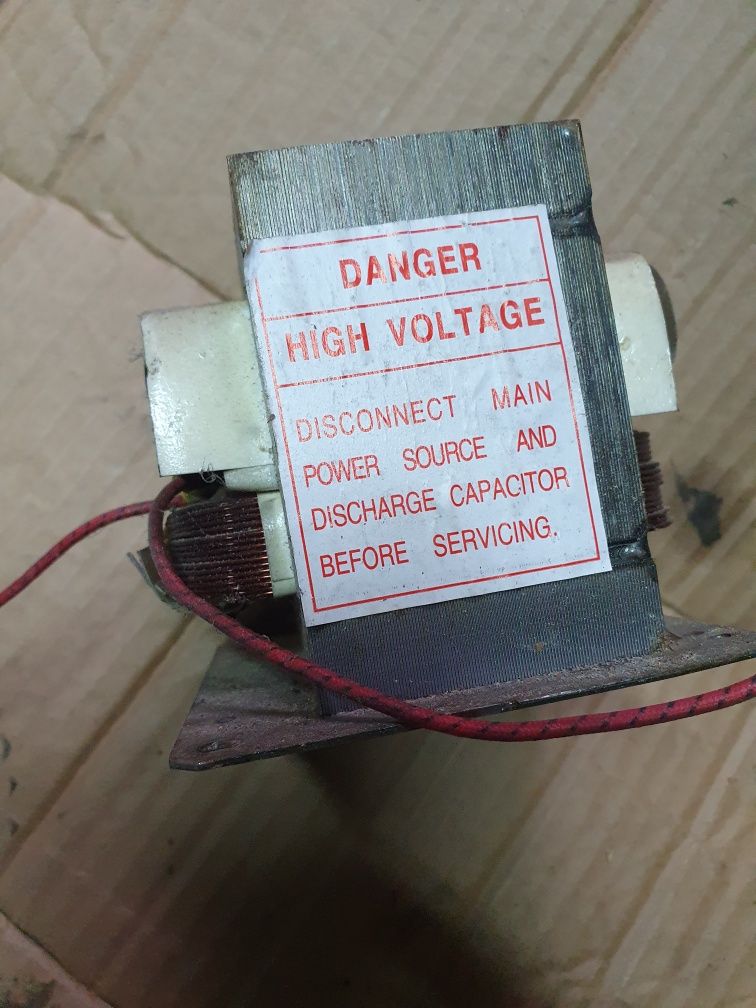 DANGER
HIGH VOLTAGE
DISCONNECT MAIN
POWER SOURCE AND
DISCHARGE CAPACITOR
BEFORE SERVICING.